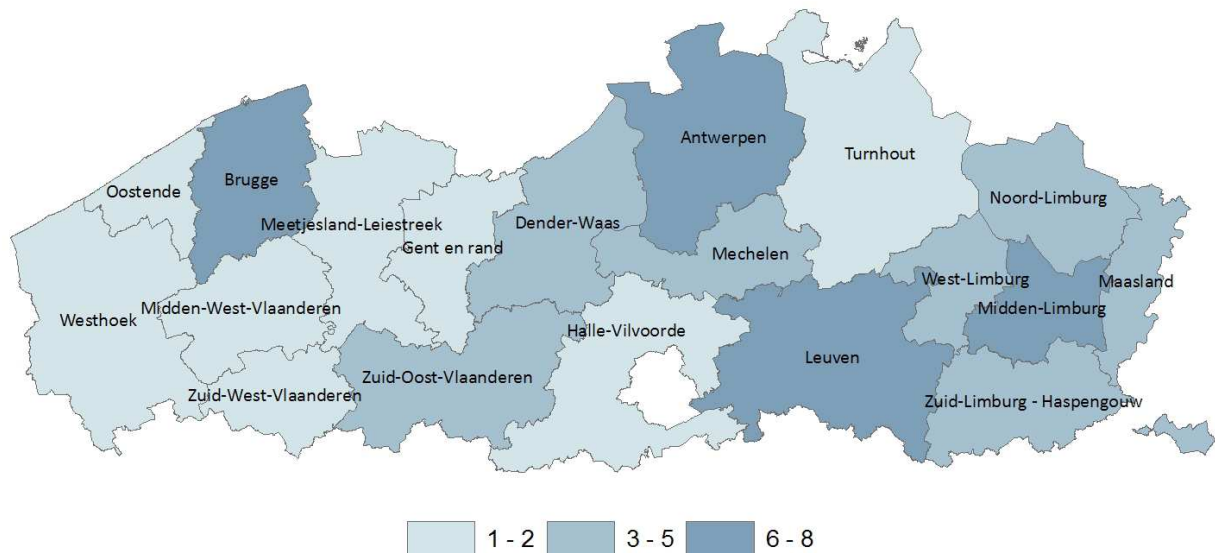 Antwerpen
Turnhout
Brugge
Oostende
Noord-Limburg
Meetjesland-Leiestreek
Dender-Waas
Gent en rand
Mechelen
West-Limburg
Maasland
Midden-West-Vlaanderen
Midden-Limburg
Westhoek
Halle-Vilvoorde
Leuven
Zuid-Oost-Vlaanderen
Zuid-West-Vlaanderen
Zuid-Limburg - Haspengouw
1 - 2 3 - 5 6 - 8